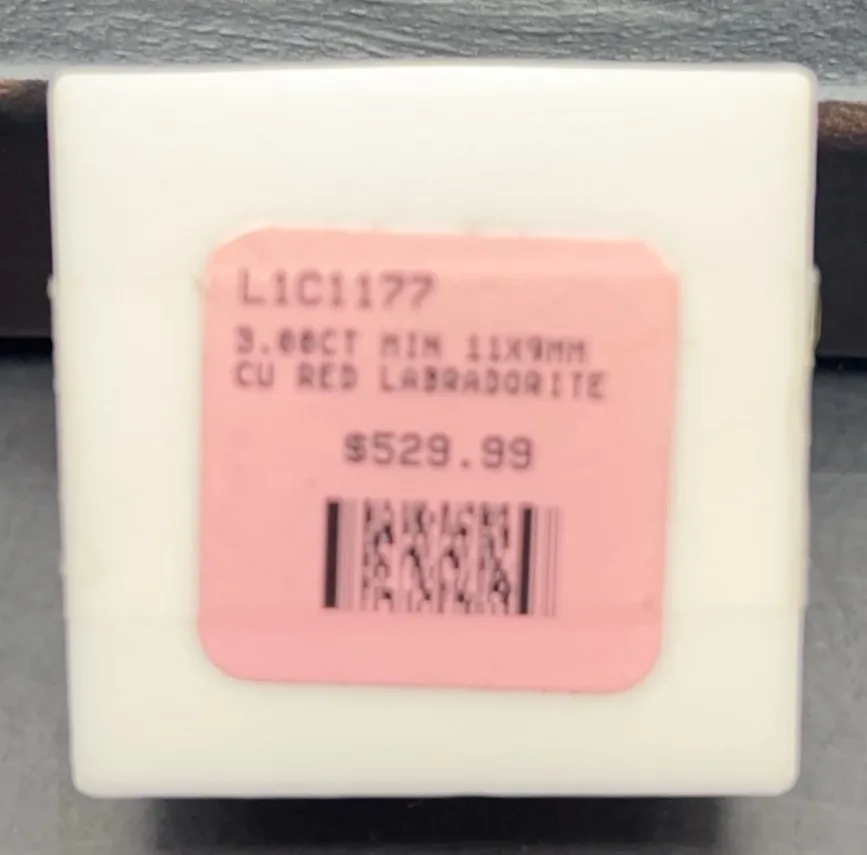 L1C1177
3.00CT MIN 11X9MM
CU RED LABRADORITE
$529.99